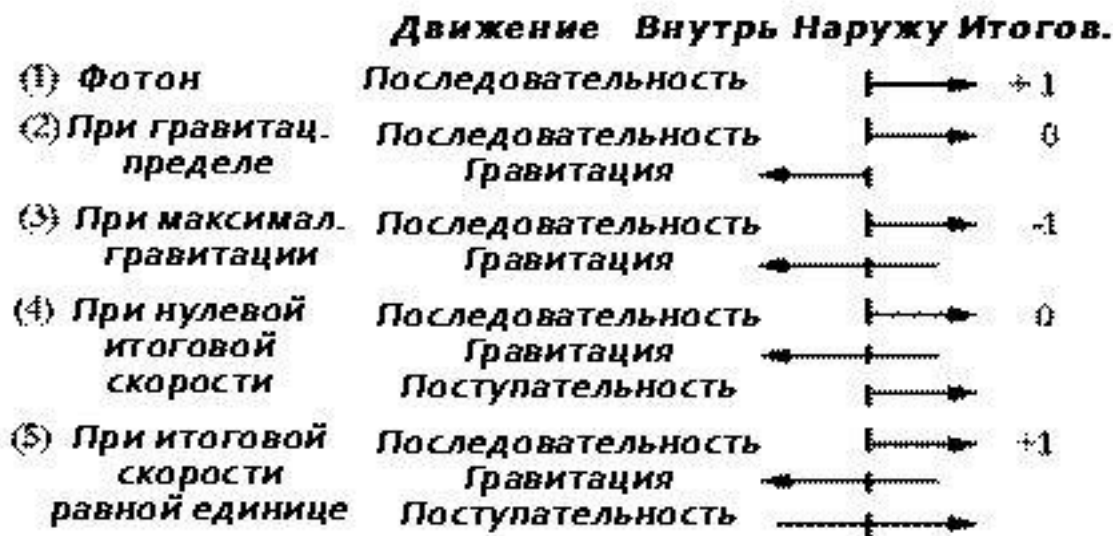 Движение Внутрь Наружу Итогов.
(1) Фотон Последовательность +1
(2) При гравитац. Последовательность 0
пределе Гравитация
(3) При максимал. Последовательность -1
гравитации Гравитация
(4) При нулевой Последовательность 0
итоговой Гравитация
скорости Поступательность
(5) При итоговой Последовательность +1
скорости Гравитация
равной единице Поступательность